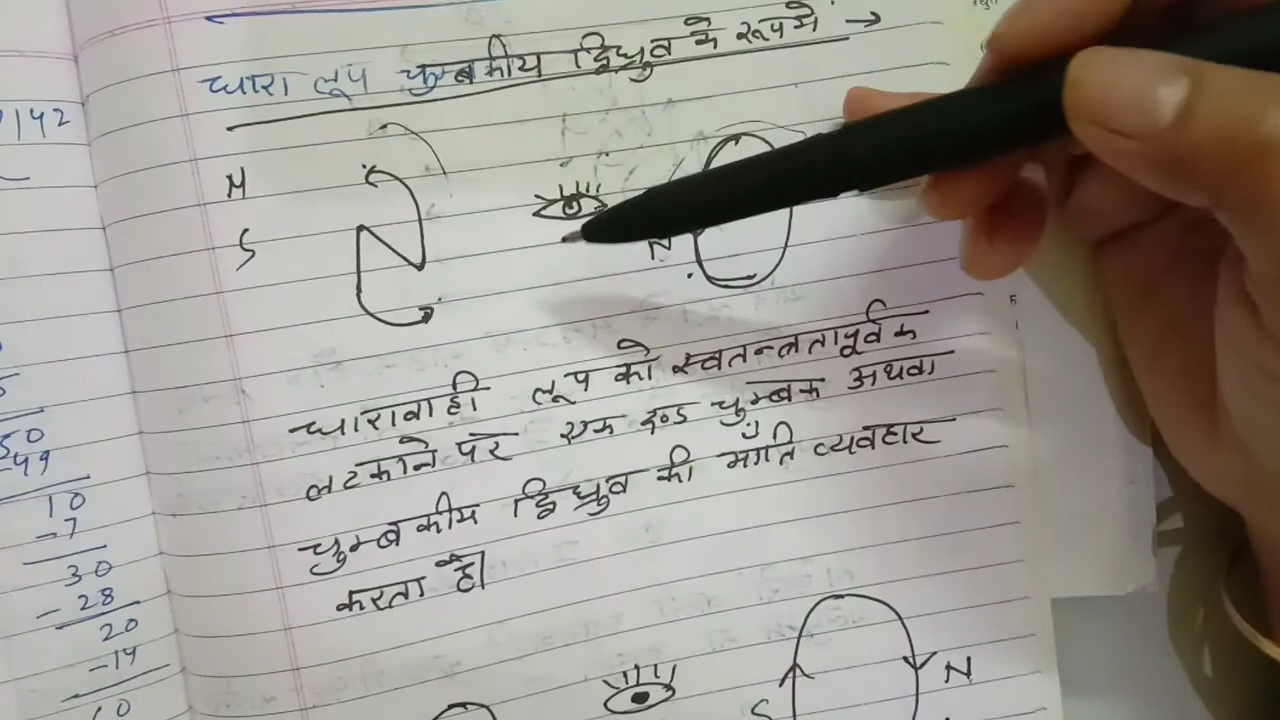 धारा लूप चुम्बकीय द्विध्रुव के रूप में →
142
N
S
N
धारावाही लूप को स्वतन्त्रतापूर्वक
लटकाने पर एक दण्ड चुम्बक अथवा
चुम्बकीय द्विध्रुव की भाँति व्यवहार
करता है।
50
-49
10
-7
30
-28
20
-14
60
S
N